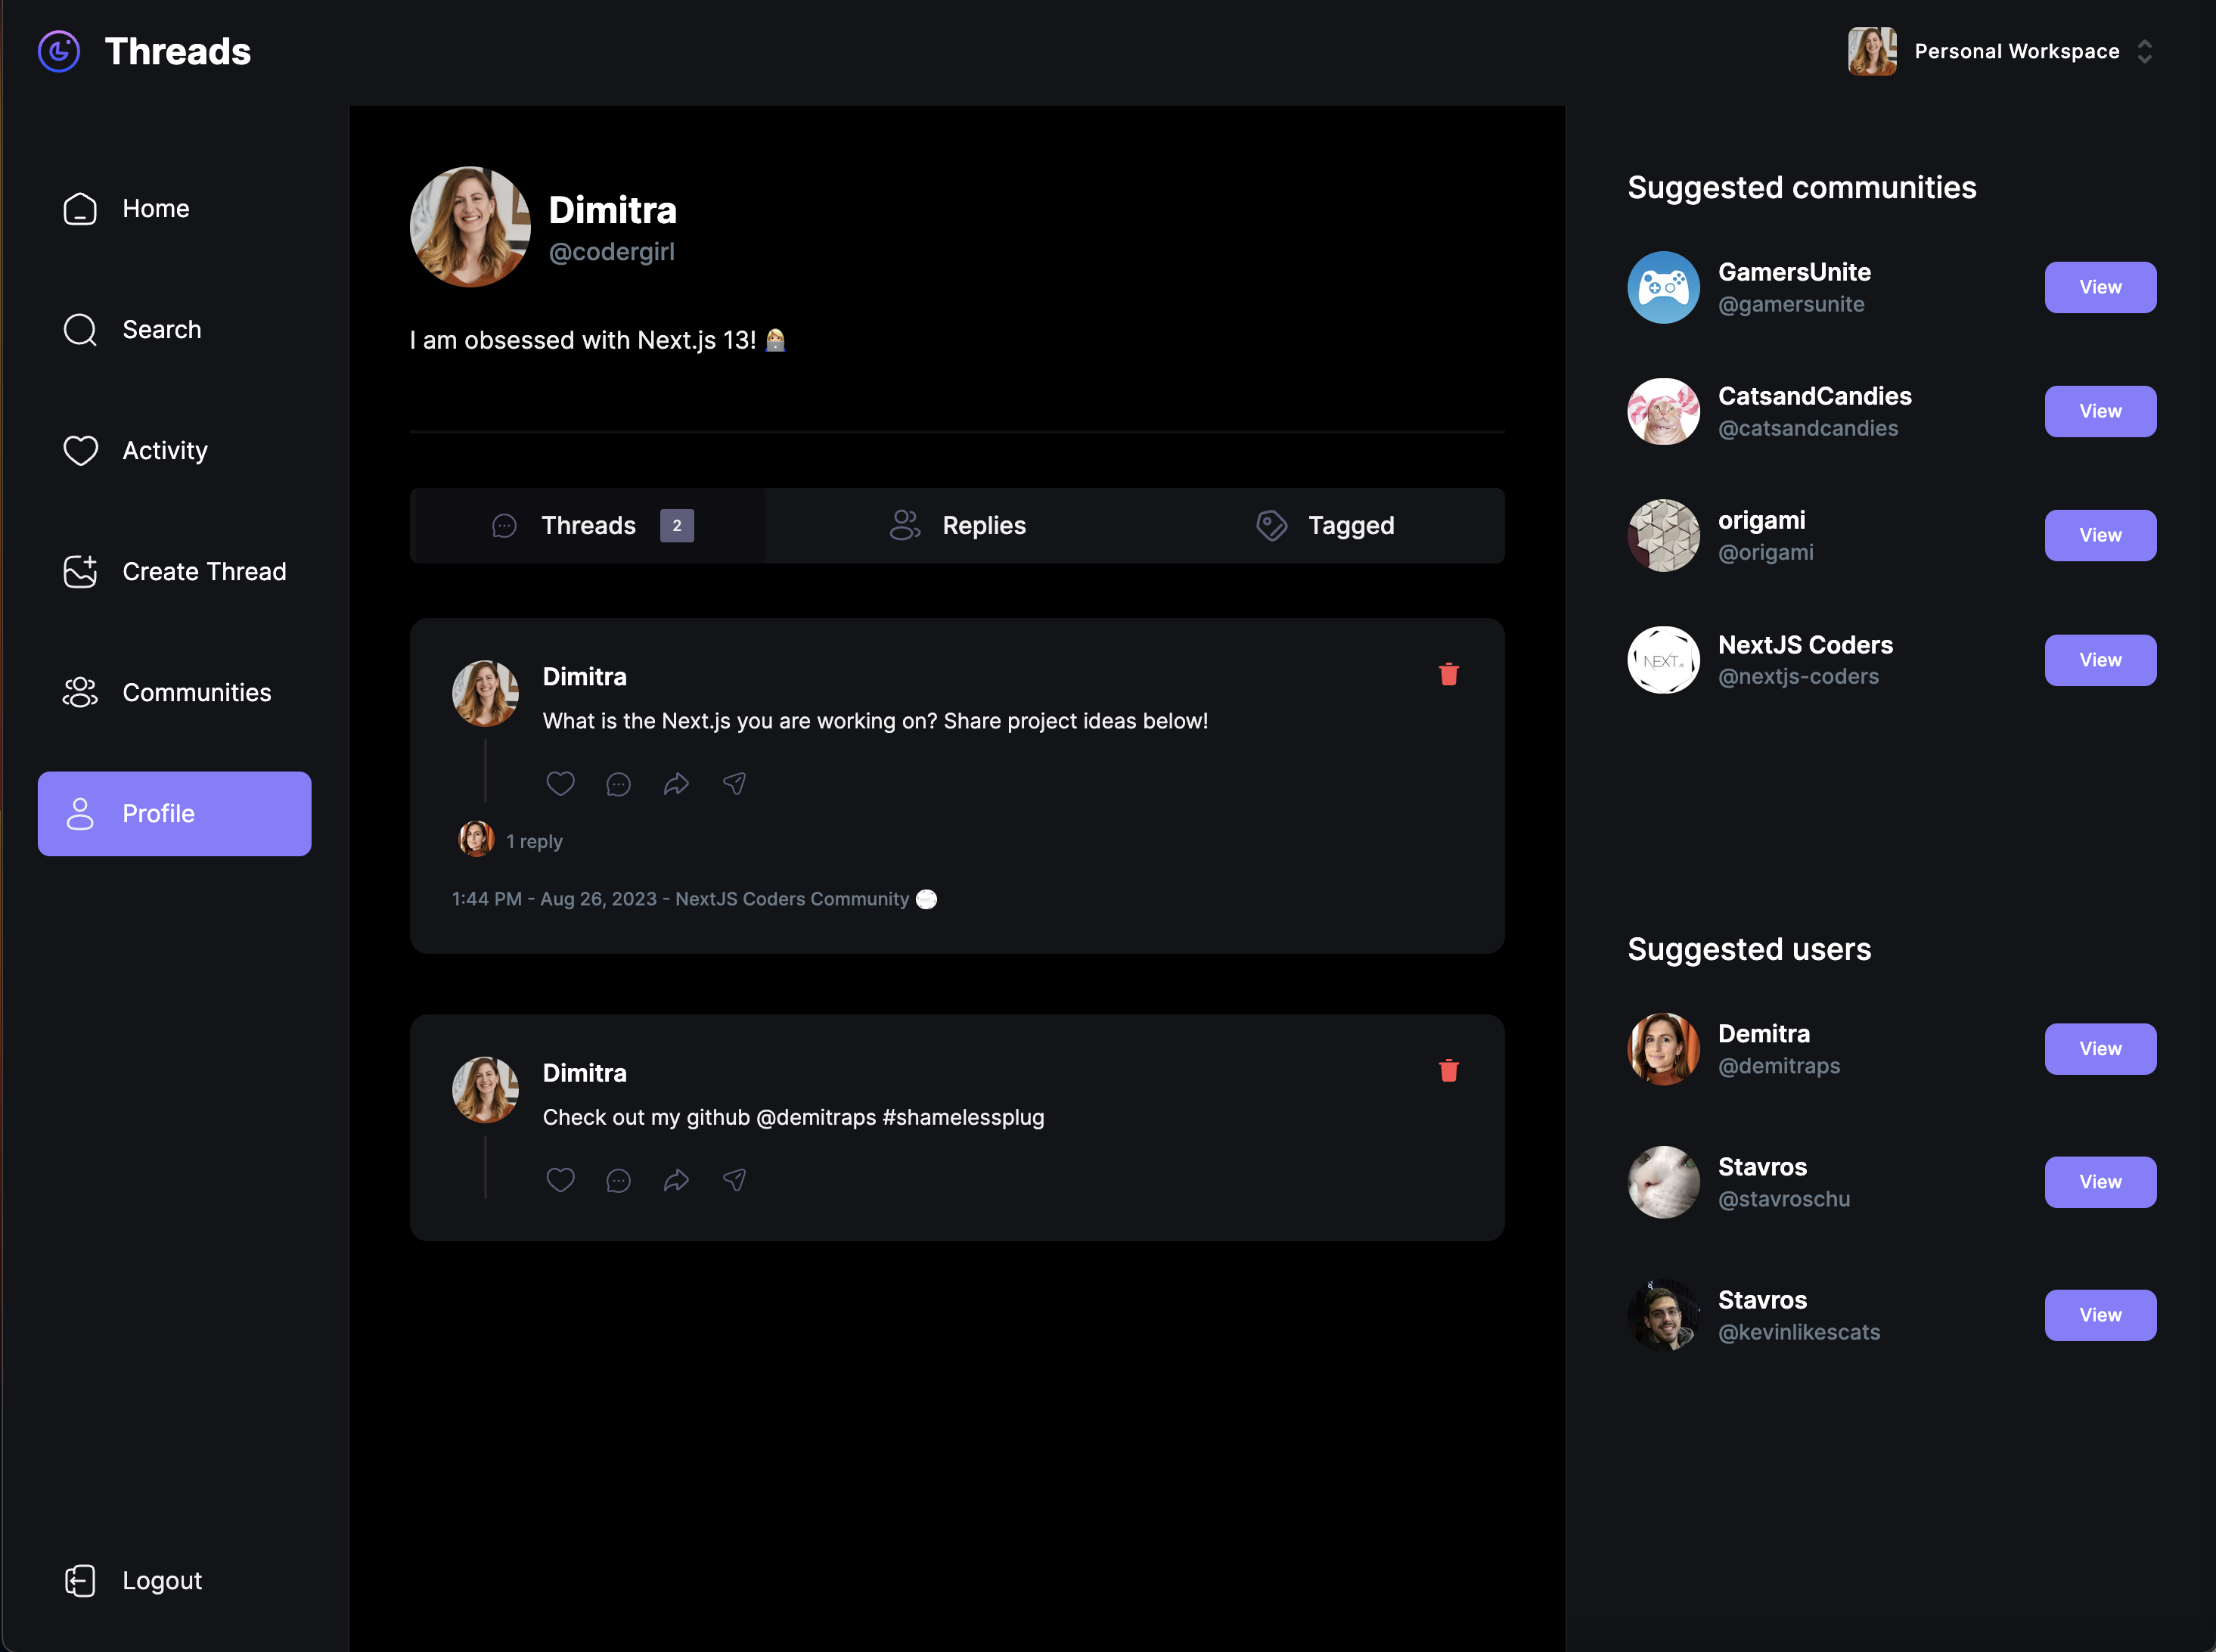 Threads
Personal Workspace
Home
Search
Activity
Create Thread
Communities
Profile
Logout
Dimitra
@codergirl
I am obsessed with Next.js 13! 👩🏼‍💻
Threads 2
Replies
Tagged
Dimitra
What is the Next.js you are working on? Share project ideas below!
1 reply
1:44 PM - Aug 26, 2023 - NextJS Coders Community
Dimitra
Check out my github @demitraps #shamelessplug
Suggested communities
GamersUnite
@gamersunite
View
CatsandCandies
@catsandcandies
View
origami
@origami
View
NEXT.JS
NextJS Coders
@nextjs-coders
View
Suggested users
Demitra
@demitraps
View
Stavros
@stavroschu
View
Stavros
@kevinlikescats
View